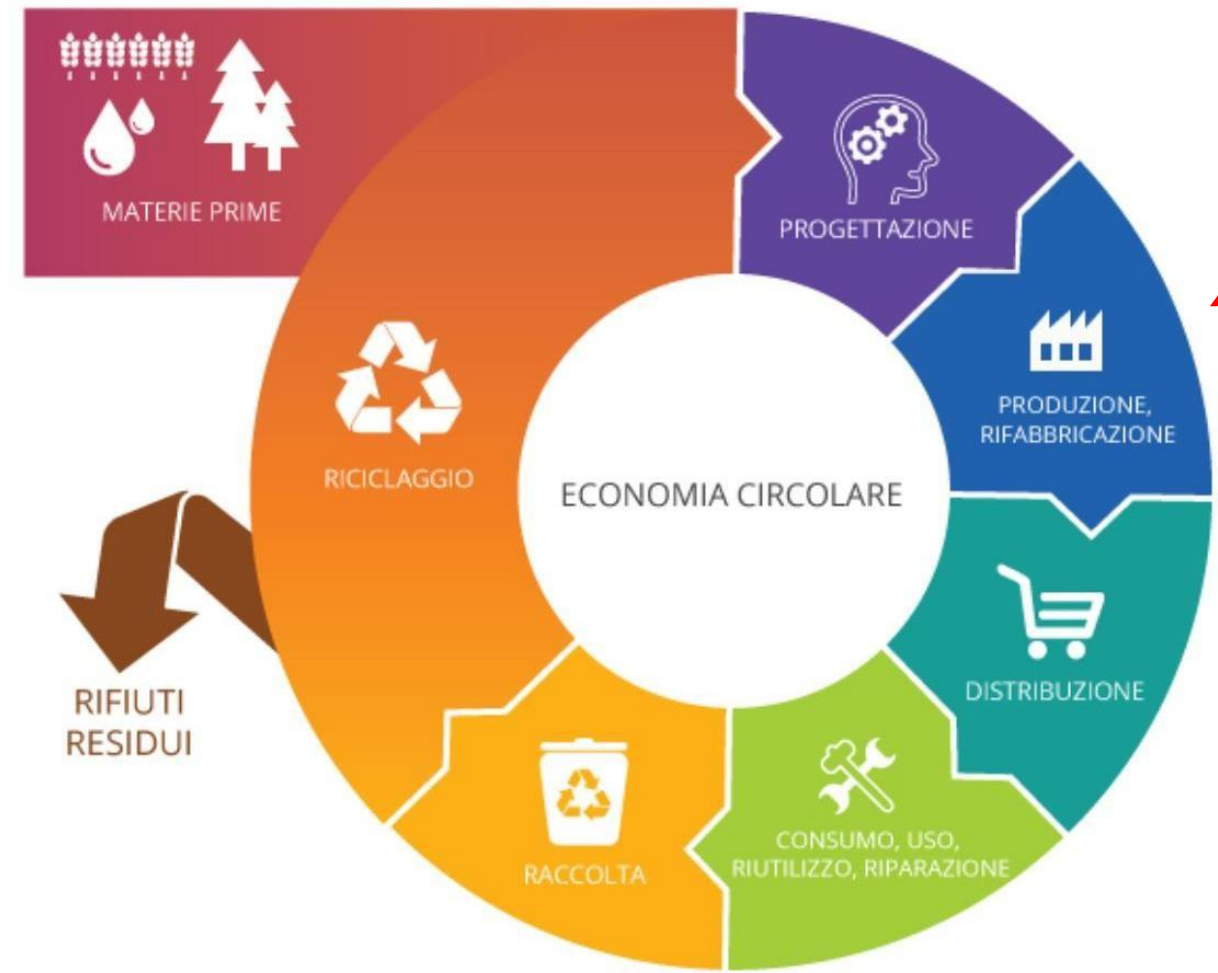 MATERIE PRIME
PROGETTAZIONE
PRODUZIONE,
RIFABBRICAZIONE
DISTRIBUZIONE
CONSUMO, USO,
RIUTILIZZO, RIPARAZIONE
RACCOLTA
RICICLAGGIO
RIFIUTI
RESIDUI
ECONOMIA CIRCOLARE